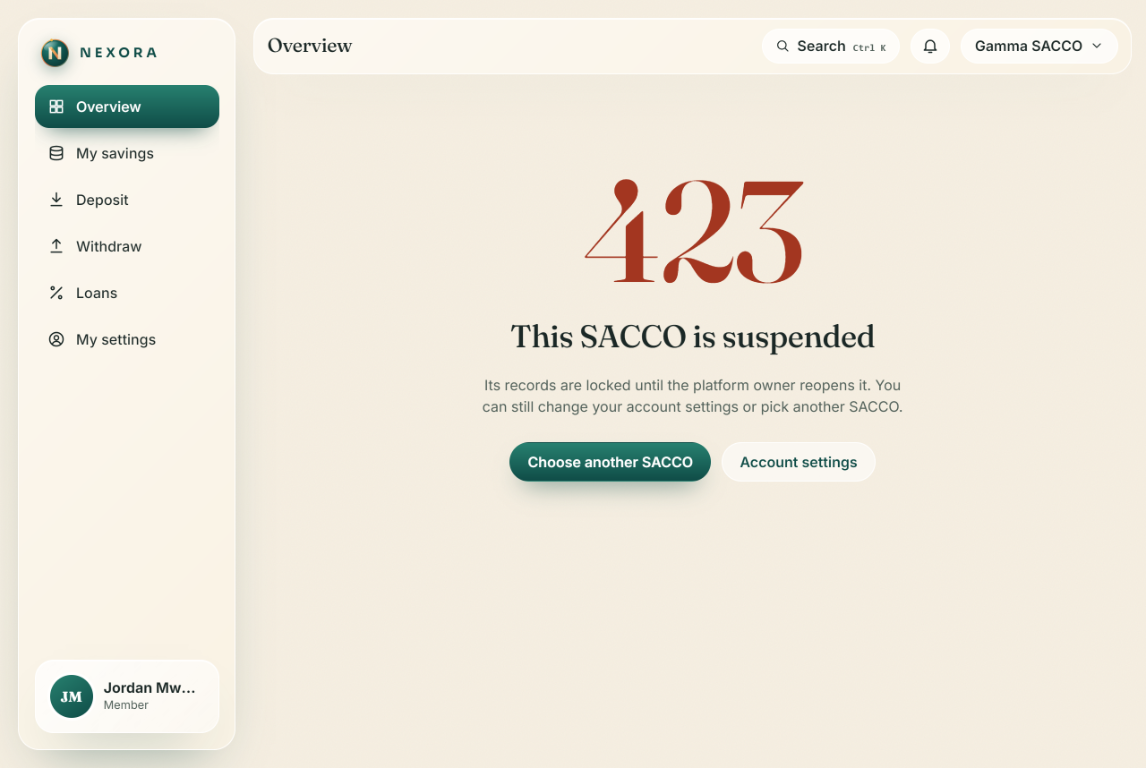 NEXORA
Overview
My savings
Deposit
Withdraw
Loans
My settings
JM
Jordan Mw...
Member
Overview
Search Ctrl K
Gamma SACCO
423
This SACCO is suspended
Its records are locked until the platform owner reopens it. You
can still change your account settings or pick another SACCO.
Choose another SACCO
Account settings